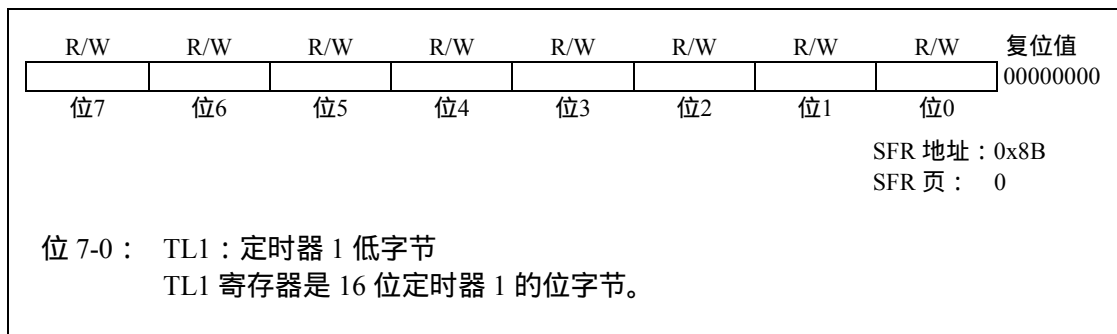 R/W R/W R/W R/W R/W R/W R/W R/W 复位值
00000000
位7 位6 位5 位4 位3 位2 位1 位0
SFR 地址：0x8B
SFR 页： 0
位 7-0： TL1：定时器 1 低字节
TL1 寄存器是 16 位定时器 1 的位字节。